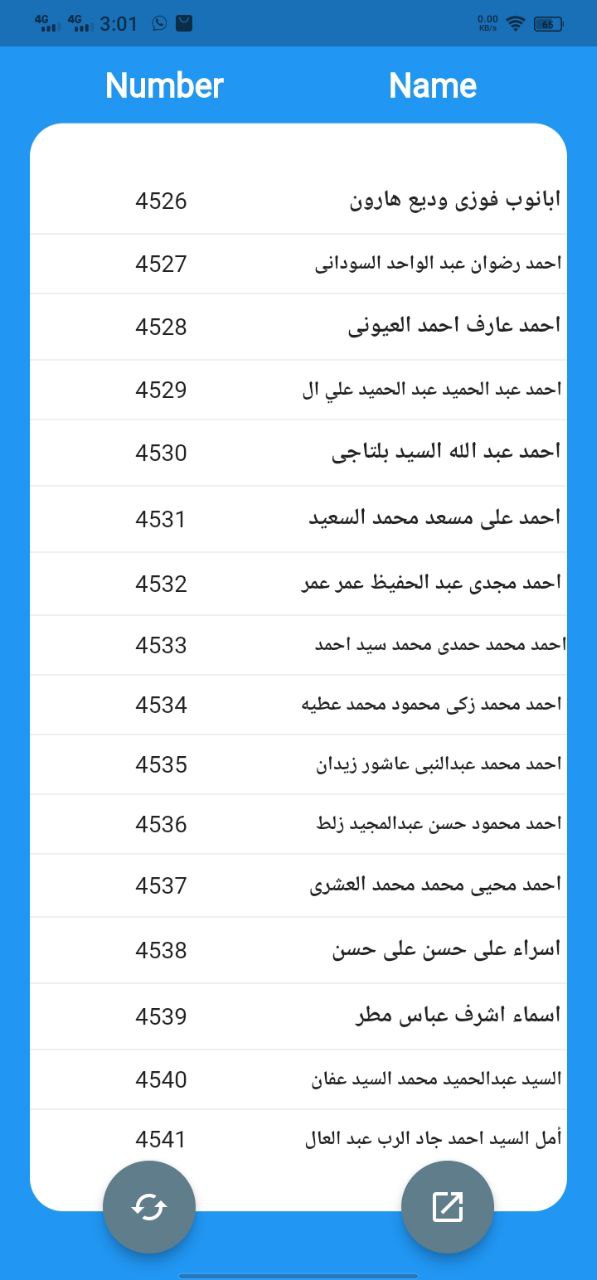 4G 4G 3:01 0.00 KB/s 65
Number Name
4526 ابانوب فوزى وديع هارون
4527 احمد رضوان عبد الواحد السودانى
4528 احمد عارف احمد العيونى
4529 احمد عبد الحميد عبد الحميد علي ال
4530 احمد عبد الله السيد بلتاجى
4531 احمد على مسعد محمد السعيد
4532 احمد مجدى عبد الحفيظ عمر عمر
4533 احمد محمد حمدى محمد سيد احمد
4534 احمد محمد زكى محمود محمد عطيه
4535 احمد محمد عبدالنبى عاشور زيدان
4536 احمد محمود حسن عبدالمجيد زلط
4537 احمد محيى محمد محمد العشرى
4538 اسراء على حسن على حسن
4539 اسماء اشرف عباس مطر
4540 السيد عبدالحميد محمد السيد عفان
4541 أمل السيد احمد جاد الرب عبد العال